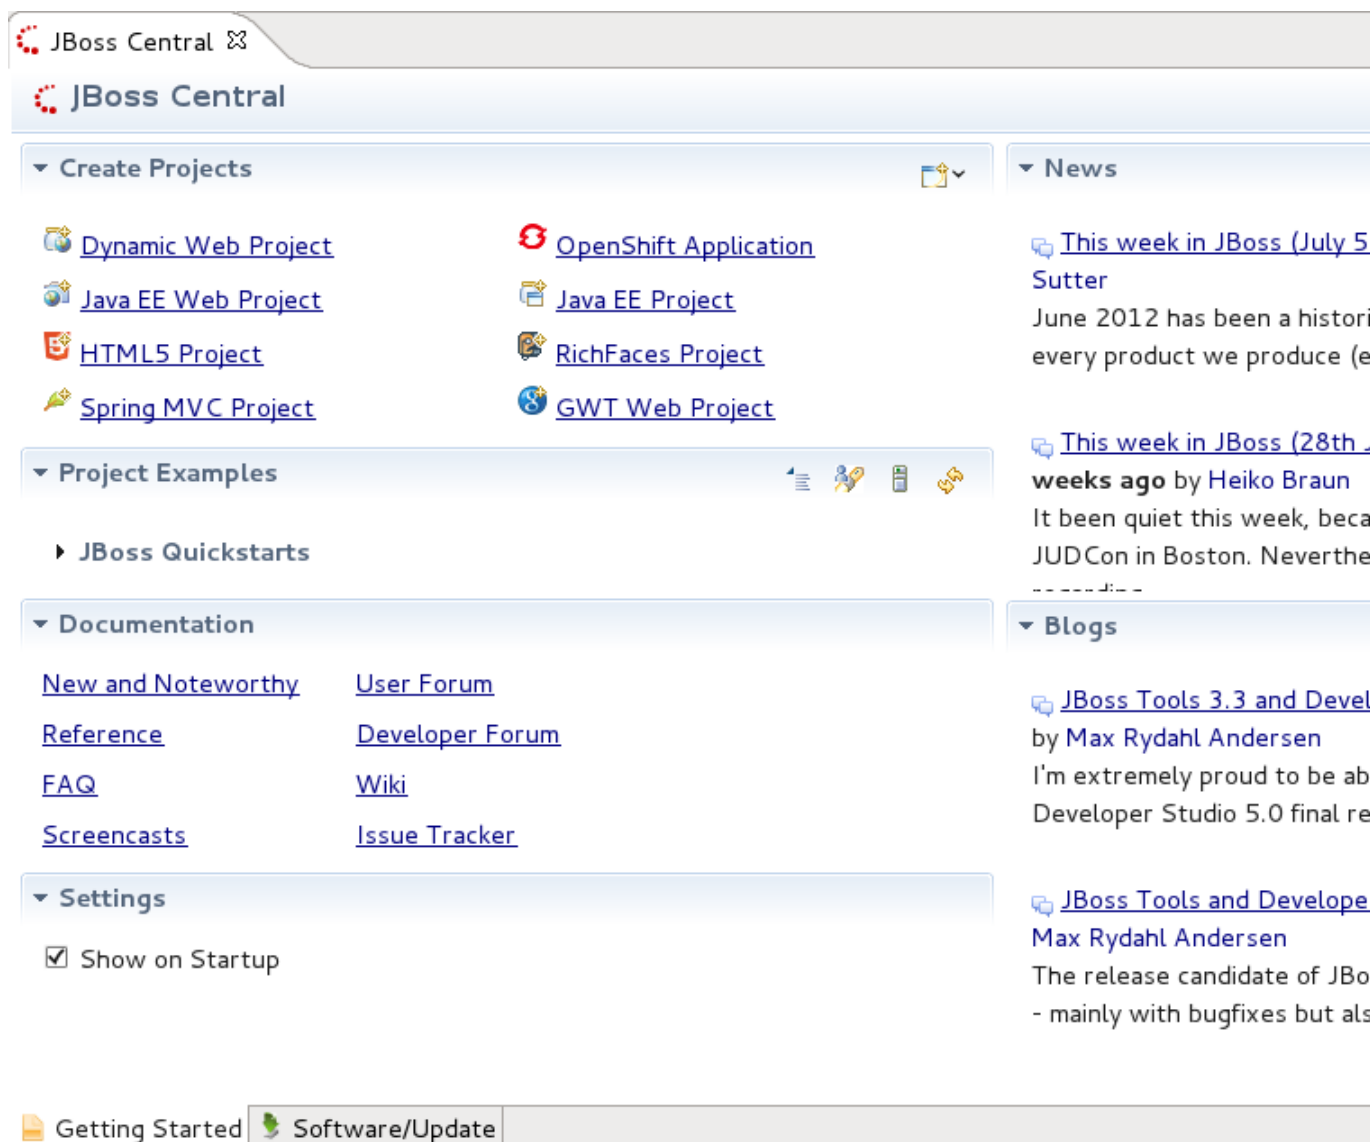 JBoss Central
JBoss Central
Create Projects
Dynamic Web Project
OpenShift Application
Java EE Web Project
Java EE Project
HTML5 Project
RichFaces Project
Spring MVC Project
GWT Web Project
Project Examples
JBoss Quickstarts
Documentation
New and Noteworthy
User Forum
Reference
Developer Forum
FAQ
Wiki
Screencasts
Issue Tracker
Settings
Show on Startup
News
This week in JBoss (July 5
Sutter
June 2012 has been a histori
every product we produce (e
This week in JBoss (28th
weeks ago by Heiko Braun
It been quiet this week, beca
JUDCon in Boston. Neverthe
Blogs
JBoss Tools 3.3 and Devel
by Max Rydahl Andersen
I'm extremely proud to be ab
Developer Studio 5.0 final re
JBoss Tools and Develope
Max Rydahl Andersen
The release candidate of JBo
- mainly with bugfixes but als
Getting Started
Software/Update